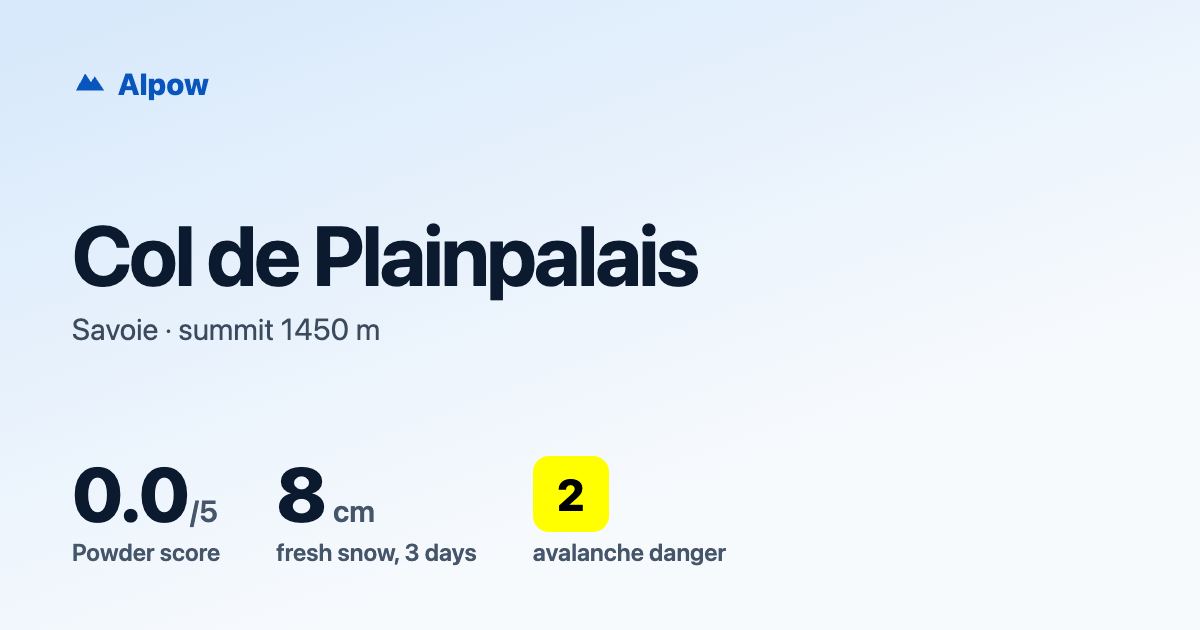 Alpow
Col de Plainpalais
Savoie · summit 1450 m
0.0/5
Powder score
8 cm
fresh snow, 3 days
2
avalanche danger